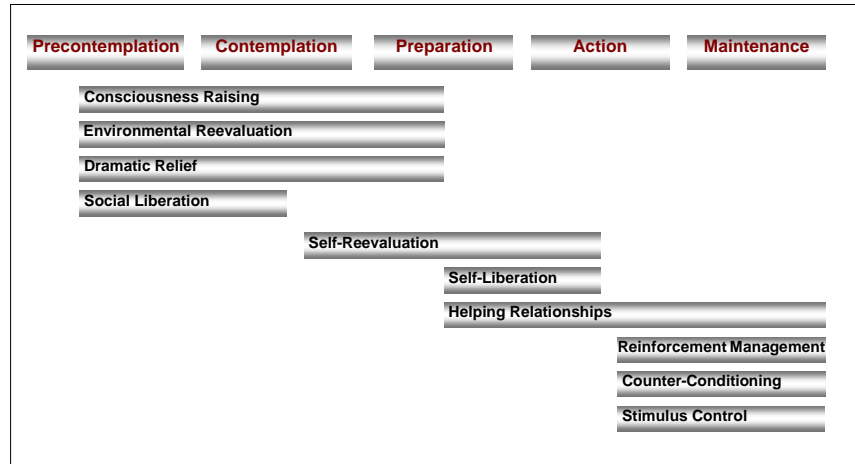 Precontemplation Contemplation Preparation Action Maintenance
Consciousness Raising
Environmental Reevaluation
Dramatic Relief
Social Liberation
Self-Reevaluation
Self-Liberation
Helping Relationships
Reinforcement Management
Counter-Conditioning
Stimulus Control